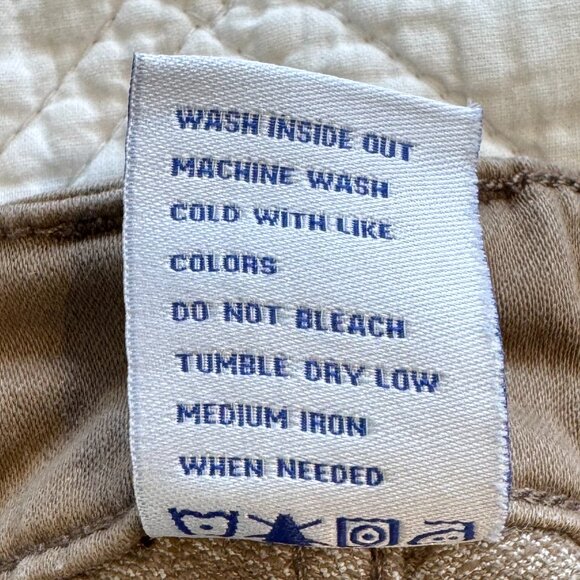 WASH INSIDE OUT
MACHINE WASH
COLD WITH LIKE
COLORS
DO NOT BLEACH
TUMBLE DRY LOW
MEDIUM IRON
WHEN NEEDED